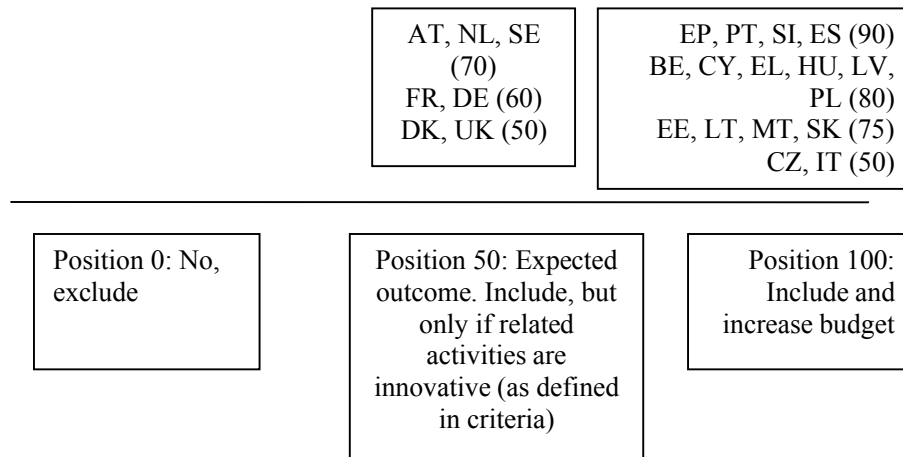 AT, NL, SE
(70)
FR, DE (60)
DK, UK (50)
EP, PT, SI, ES (90)
BE, CY, EL, HU, LV,
PL (80)
EE, LT, MT, SK (75)
CZ, IT (50)
Position 0: No,
exclude
Position 50: Expected
outcome. Include, but
only if related
activities are
innovative (as defined
in criteria)
Position 100:
Include and
increase budget